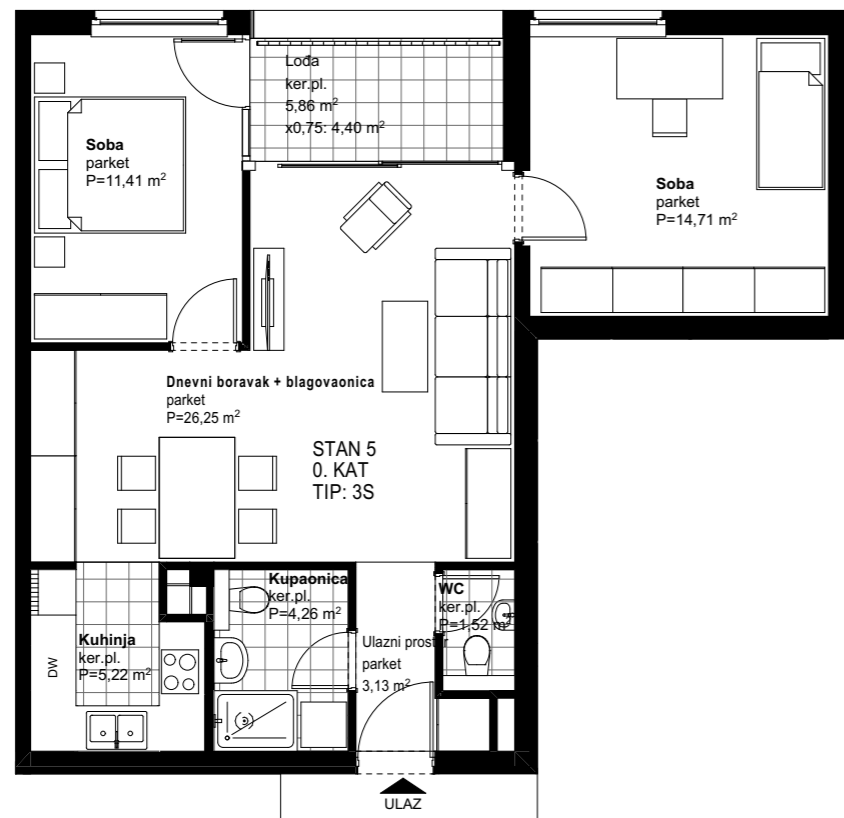 Lođa
ker.pl.
5,86 m²
x0,75: 4,40 m²
Soba
parket
P=11,41 m²
Soba
parket
P=14,71 m²
Dnevni boravak + blagovaonica
parket
P=26,25 m²
STAN 5
0. KAT
TIP: 3S
Kupaonica
ker.pl.
P=4,26 m²
WC
ker.pl.
P=1,52 m²
Kuhinja
ker.pl.
P=5,22 m²
DW
Ulazni prostor
parket
3,13 m²
ULAZ